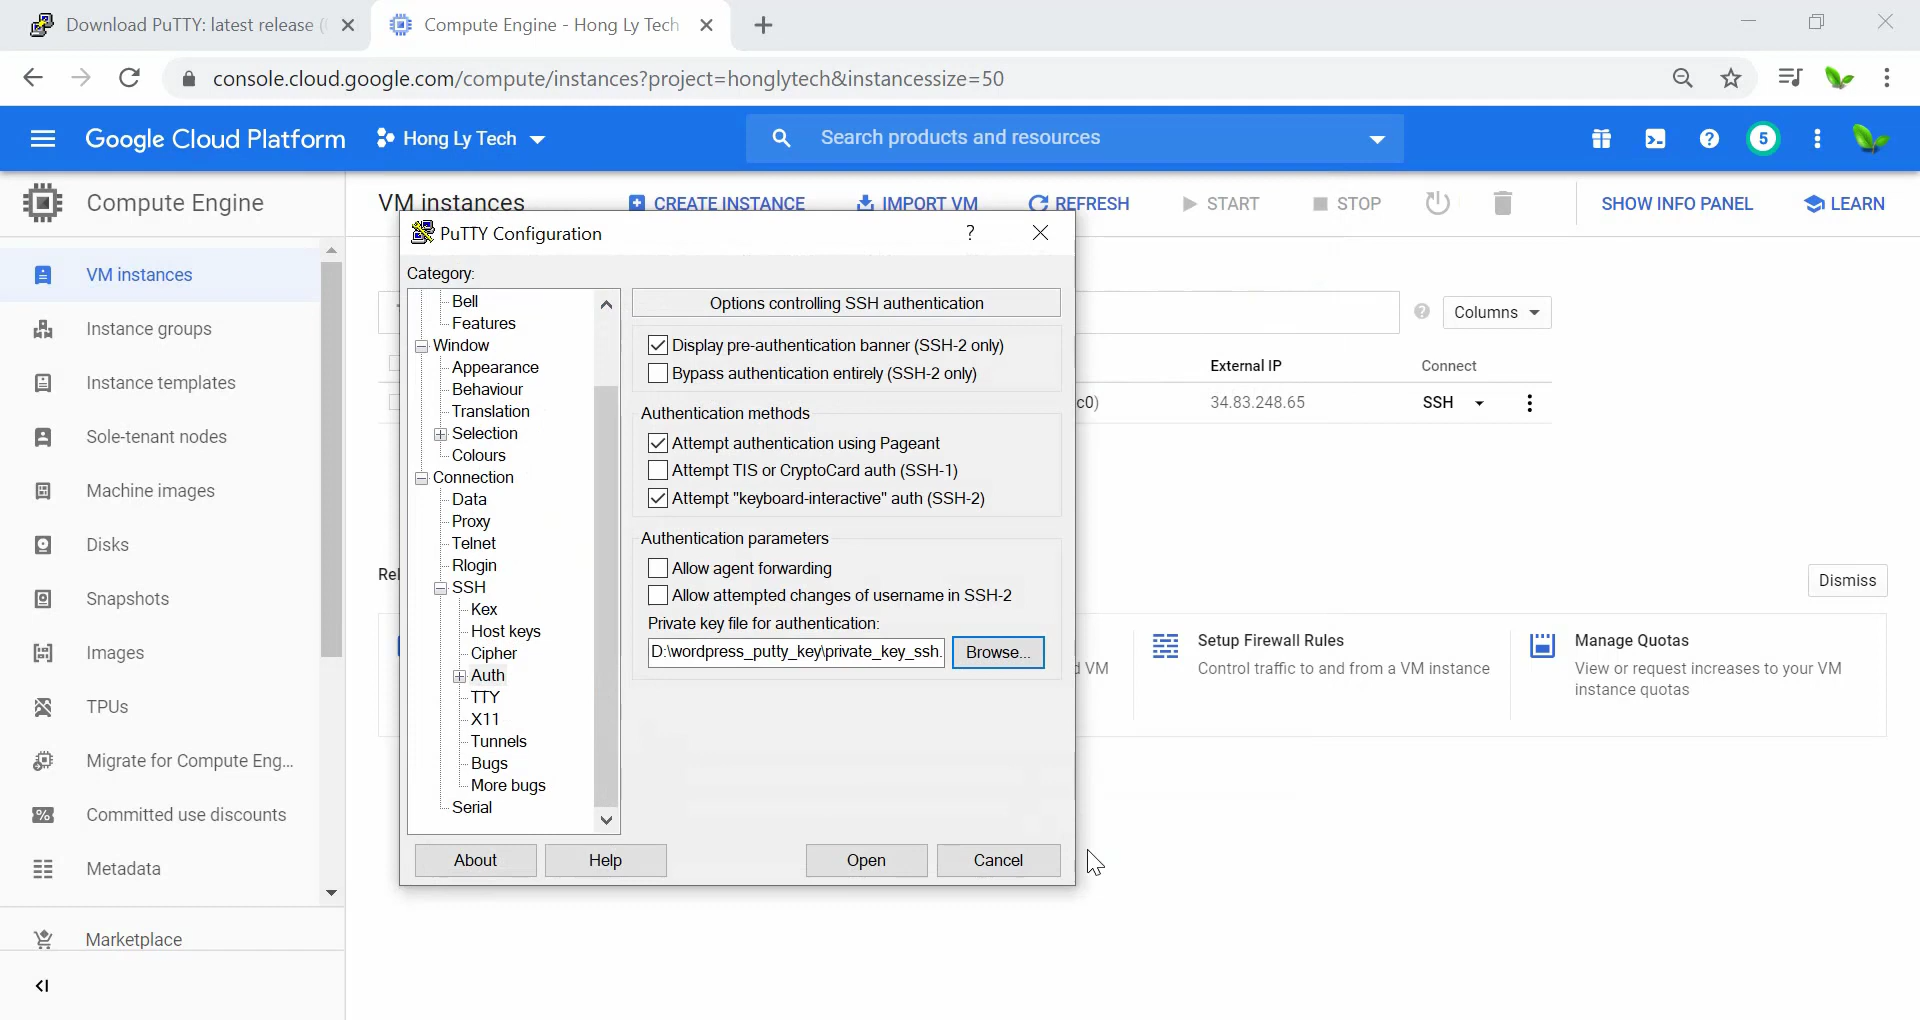 Download PuTTY: latest release (
Compute Engine - Hong Ly Tech
console.cloud.google.com/compute/instances?project=honglytech&instancessize=50
Google Cloud Platform
Hong Ly Tech
Search products and resources
5
Compute Engine
VM instances
CREATE INSTANCE
IMPORT VM
REFRESH
START
STOP
SHOW INFO PANEL
LEARN
VM instances
Instance groups
Instance templates
Sole-tenant nodes
Machine images
Disks
Snapshots
Images
TPUs
Migrate for Compute Eng...
Committed use discounts
Metadata
Marketplace
PuTTY Configuration
?
Category:
Bell
Features
Window
Appearance
Behaviour
Translation
Selection
Colours
Connection
Data
Proxy
Telnet
Rlogin
SSH
Kex
Host keys
Cipher
Auth
TTY
X11
Tunnels
Bugs
More bugs
Serial
Options controlling SSH authentication
Display pre-authentication banner (SSH-2 only)
Bypass authentication entirely (SSH-2 only)
Authentication methods
Attempt authentication using Pageant
Attempt TIS or CryptoCard auth (SSH-1)
Attempt "keyboard-interactive" auth (SSH-2)
Authentication parameters
Allow agent forwarding
Allow attempted changes of username in SSH-2
Private key file for authentication:
D:\wordpress_putty_key\private_key_ssh.
Browse...
About
Help
Open
Cancel
Columns
External IP
Connect
c0)
34.83.248.65
SSH
Rel
Dismiss
d VM
Setup Firewall Rules
Control traffic to and from a VM instance
Manage Quotas
View or request increases to your VM
instance quotas